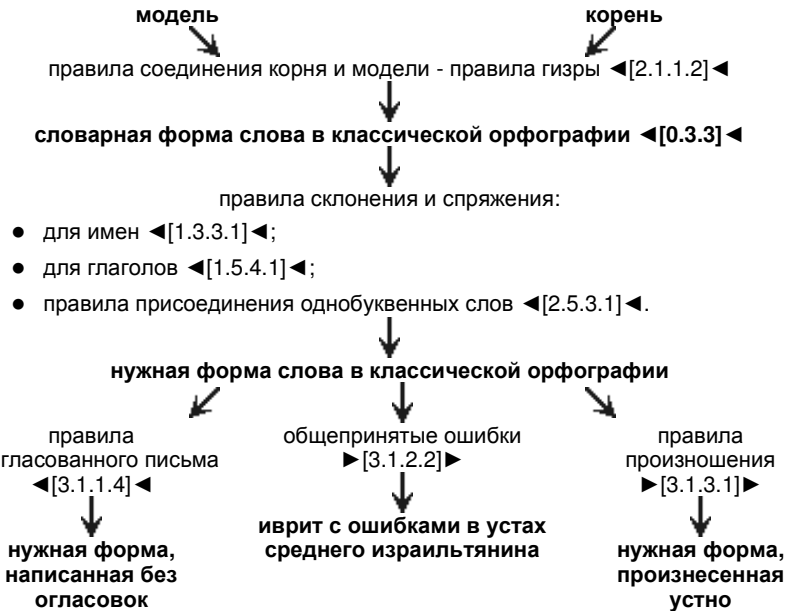 модель корень
правила соединения корня и модели - правила гизры ◄[2.1.1.2]◄
словарная форма слова в классической орфографии ◄[0.3.3]◄
правила склонения и спряжения:
● для имен ◄[1.3.3.1]◄;
● для глаголов ◄[1.5.4.1]◄;
● правила присоединения однобуквенных слов ◄[2.5.3.1]◄.
нужная форма слова в классической орфографии
правила
гласованного письма
◄[3.1.1.4]◄
нужная форма,
написанная без
огласовок
общепринятые ошибки
►[3.1.2.2]►
иврит с ошибками в устах
среднего израильтянина
правила
произношения
►[3.1.3.1]►
нужная форма,
произнесенная
устно